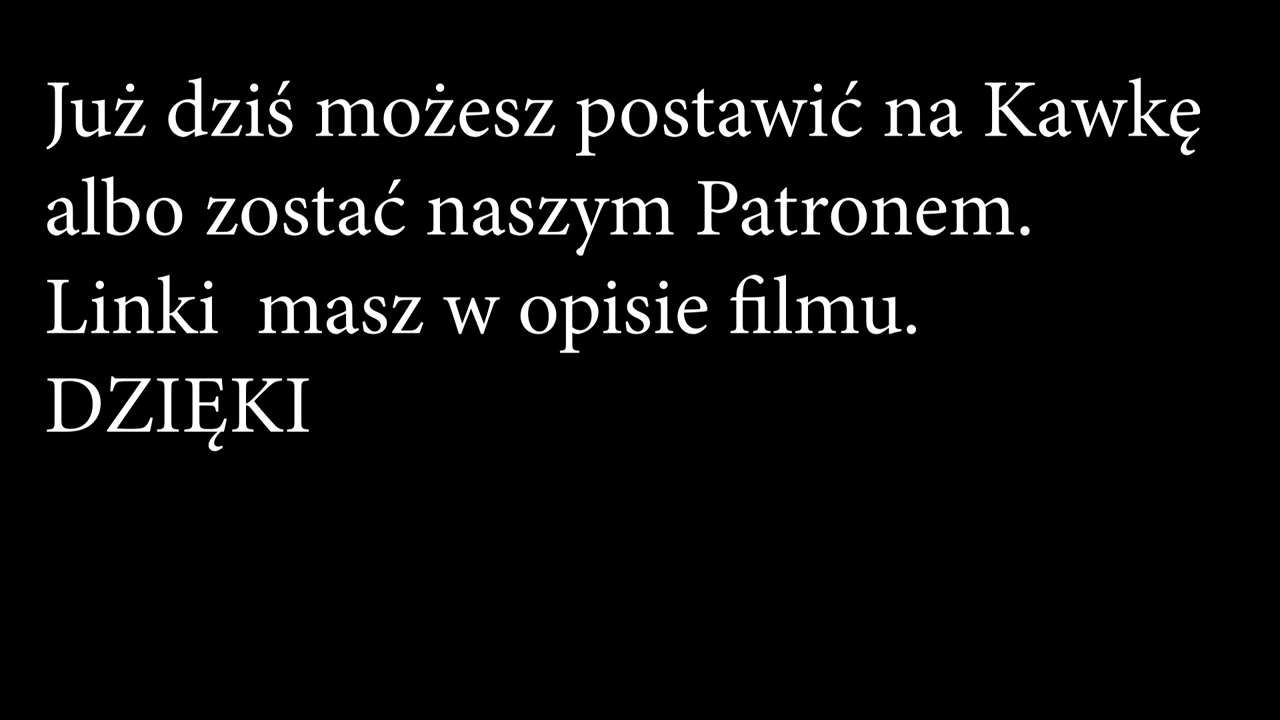 Już dziś możesz postawić na Kawkę
albo zostać naszym Patronem.
Linki  masz w opisie filmu.
DZIĘKI